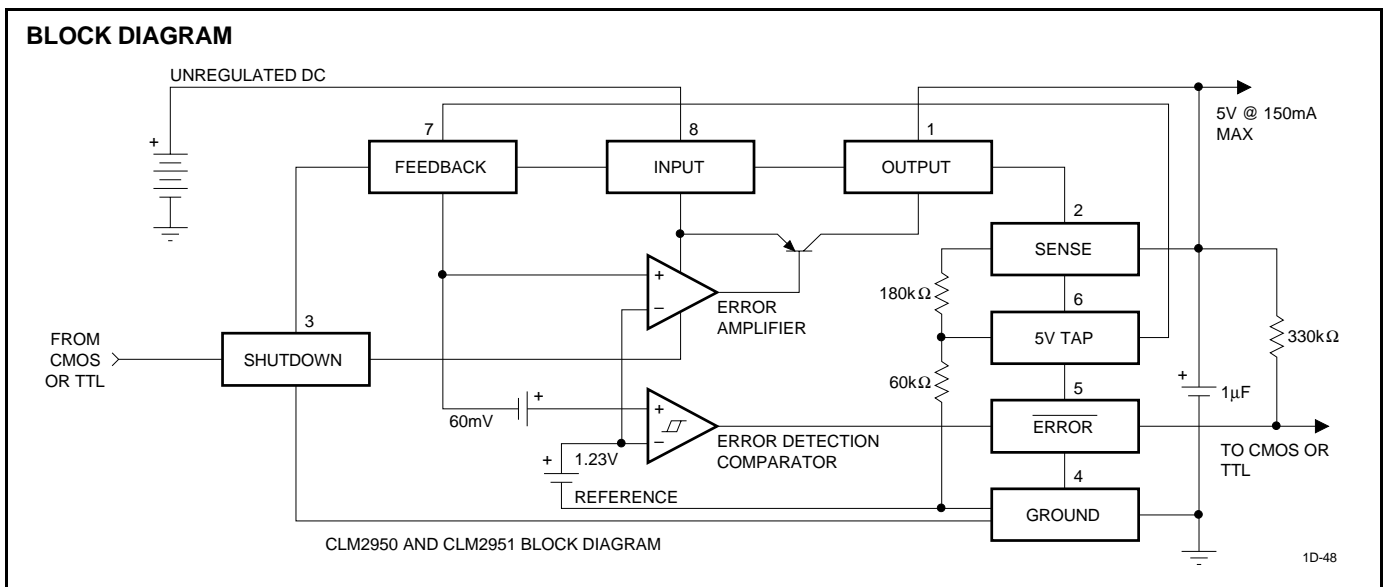 BLOCK DIAGRAM
UNREGULATED DC
+
7
8
1
5V @ 150mA
MAX
FEEDBACK
INPUT
OUTPUT
2
SENSE
+
−
ERROR
AMPLIFIER
180kΩ
6
5V TAP
3
FROM
CMOS
OR TTL
SHUTDOWN
330kΩ
60kΩ
+
1µF
60mV
+
+
−
ERROR DETECTION
COMPARATOR
5
ERROR
TO CMOS OR
TTL
+
1.23V
REFERENCE
4
GROUND
CLM2950 AND CLM2951 BLOCK DIAGRAM
1D-48